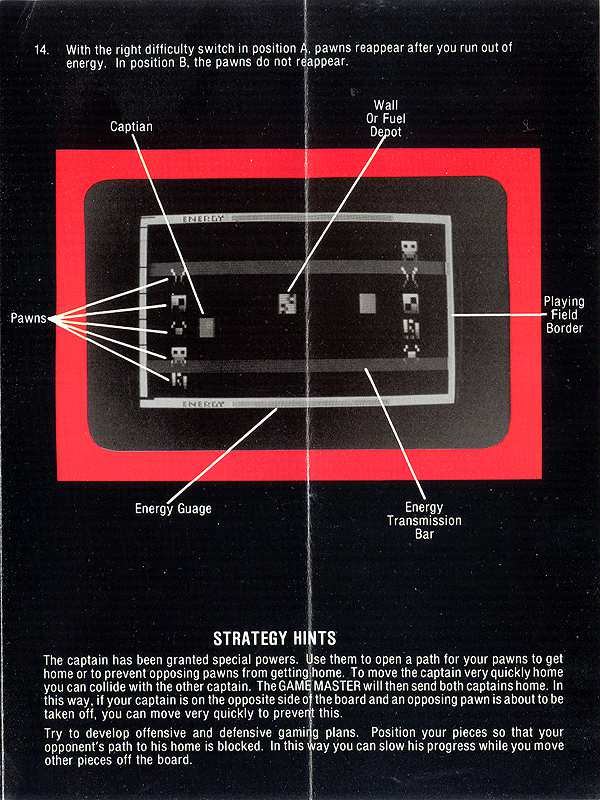 14. With the right difficulty switch in position A, pawns reappear after you run out of
energy. In position B, the pawns do not reappear.
Captian
Wall
Or Fuel
Depot
ENERGY
Pawns
Playing
Field
Border
ENERGY
Energy Guage
Energy
Transmission
Bar
STRATEGY HINTS
The captain has been granted special powers. Use them to open a path for your pawns to get
home or to prevent opposing pawns from getting home. To move the captain very quickly home
you can collide with the other captain. The GAME MASTER will then send both captains home. In
this way, if your captain is on the opposite side of the board and an opposing pawn is about to be
taken off, you can move very quickly to prevent this.
Try to develop offensive and defensive gaming plans. Position your pieces so that your
opponent's path to his home is blocked. In this way you can slow his progress while you move
other pieces off the board.